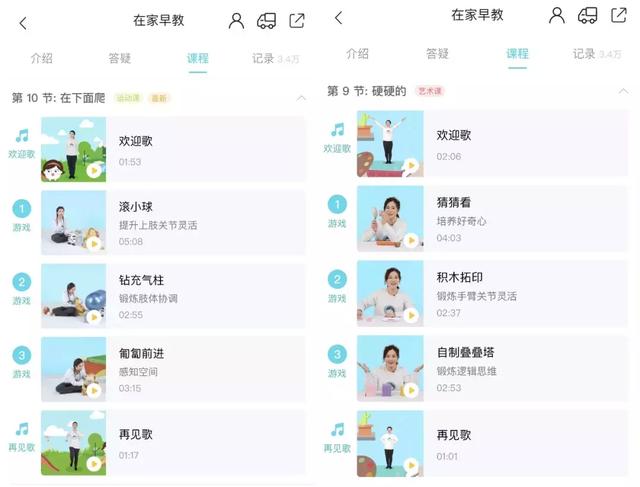 在家早教
介绍 答疑 课程 记录 3.4万
第 10 节: 在下面爬 运动课 最新
欢迎歌
欢迎歌
01:53
1
游戏
滚小球
提升上肢关节灵活
05:08
2
游戏
钻充气柱
锻炼肢体协调
02:55
3
游戏
匍匐前进
感知空间
03:15
再见歌
再见歌
01:17
在家早教
介绍 答疑 课程 记录 3.4万
第 9 节: 硬硬的 艺术课
欢迎歌
欢迎歌
02:06
1
游戏
猜猜看
培养好奇心
04:03
2
游戏
积木拓印
锻炼手臂关节灵活
02:37
3
游戏
自制叠叠塔
锻炼逻辑思维
02:53
再见歌
再见歌
01:01